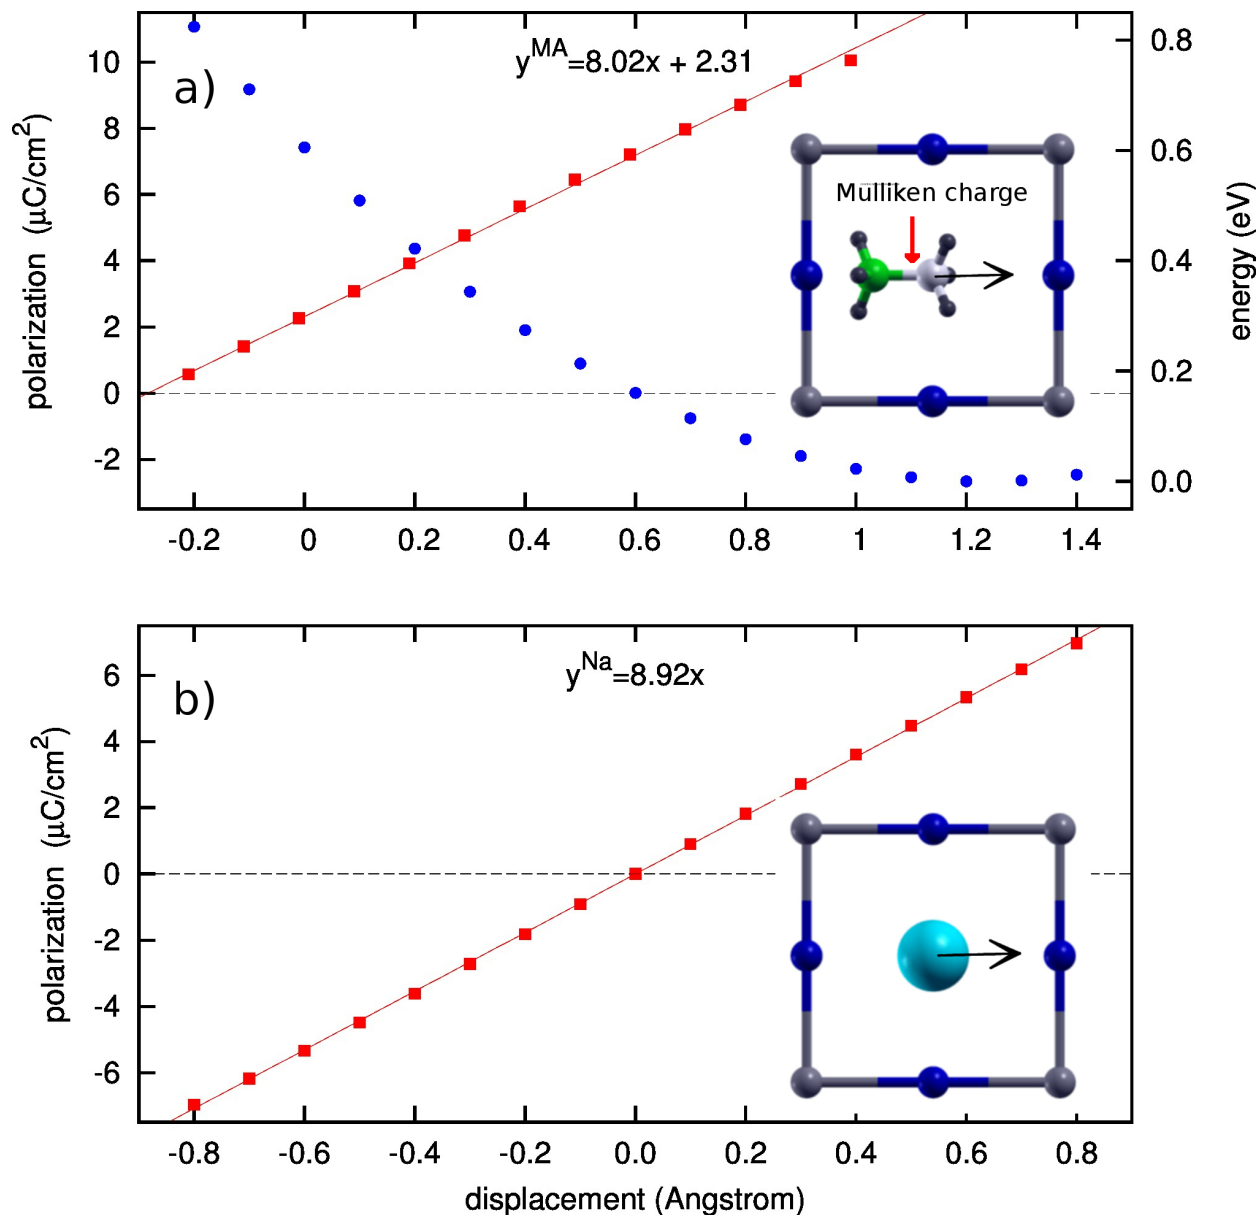 a)
y^MA=8.02x + 2.31
Mulliken charge
polarization (μC/cm²)
energy (eV)
10
8
6
4
2
0
-2
0.8
0.6
0.4
0.2
0.0
-0.2 0 0.2 0.4 0.6 0.8 1 1.2 1.4
b)
y^Na=8.92x
polarization (μC/cm²)
6
4
2
0
-2
-4
-6
-0.8 -0.6 -0.4 -0.2 0.0 0.2 0.4 0.6 0.8
displacement (Angstrom)